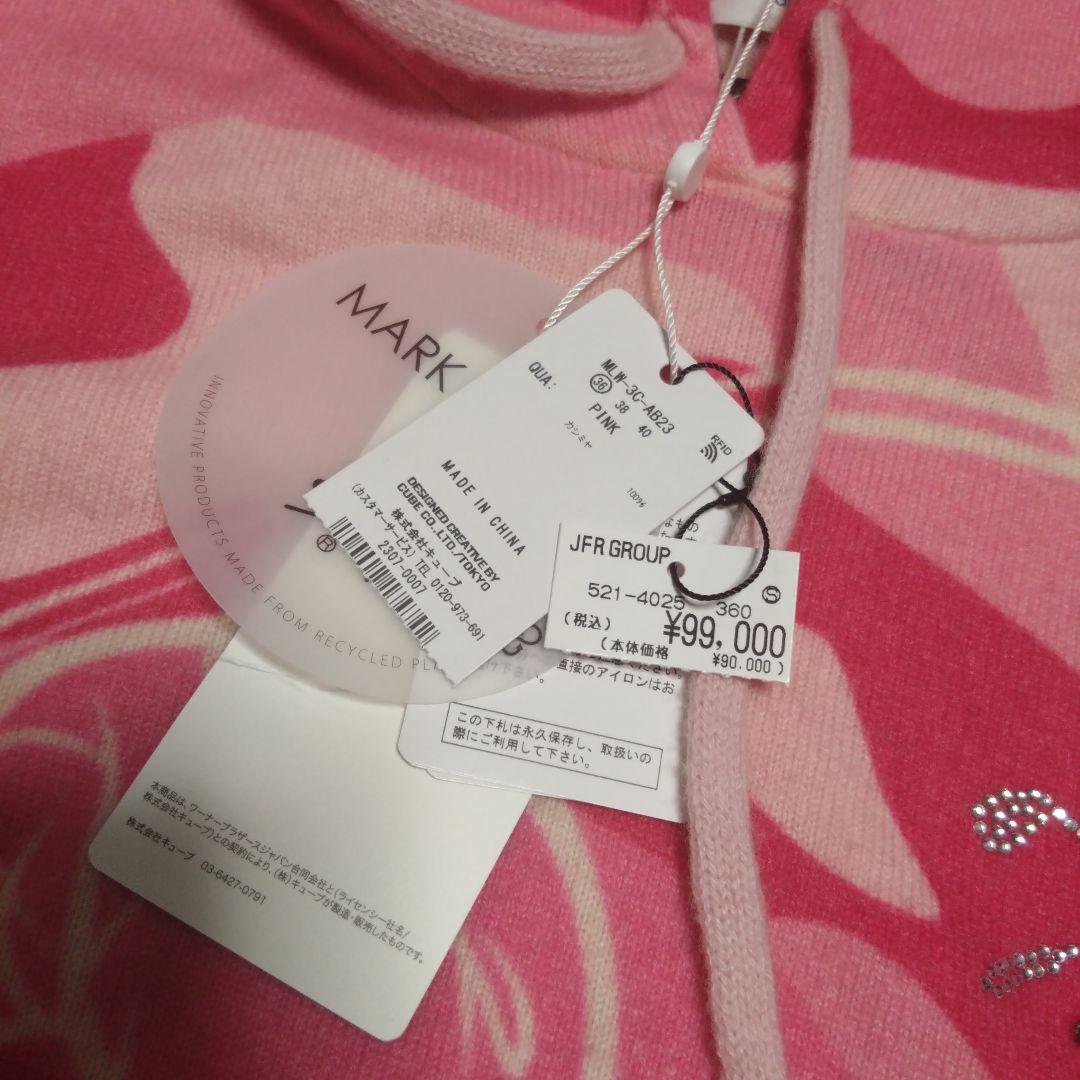 MARK
INNOVATIVE PRODUCTS MADE FROM RECYCLED
®
MLW-3C-AB23
36 38 40
PINK
QUA:
カシミヤ
100%
RFID
MADE IN CHINA
DESIGNED CREATIVE BY
CUBE CO.,LTD./TOKYO
株式会社キューブ
(カスタマーサービス) TEL 0120-973-691
2307-0007
JFR GROUP
521-4025 360 Ⓢ
(税込) ¥99,000
(本体価格 ¥90,000)
直接のアイロンはお
下さい。
この下札は永久保存し、取扱いの
際にご利用して下さい。
本商品は、ワーナーブラザースジャパン合同会社と(ライセンシー社名/
株式会社キューブ)との契約により、(株)キューブが製造・販売したものです。
株式会社キューブ 03-6427-0791